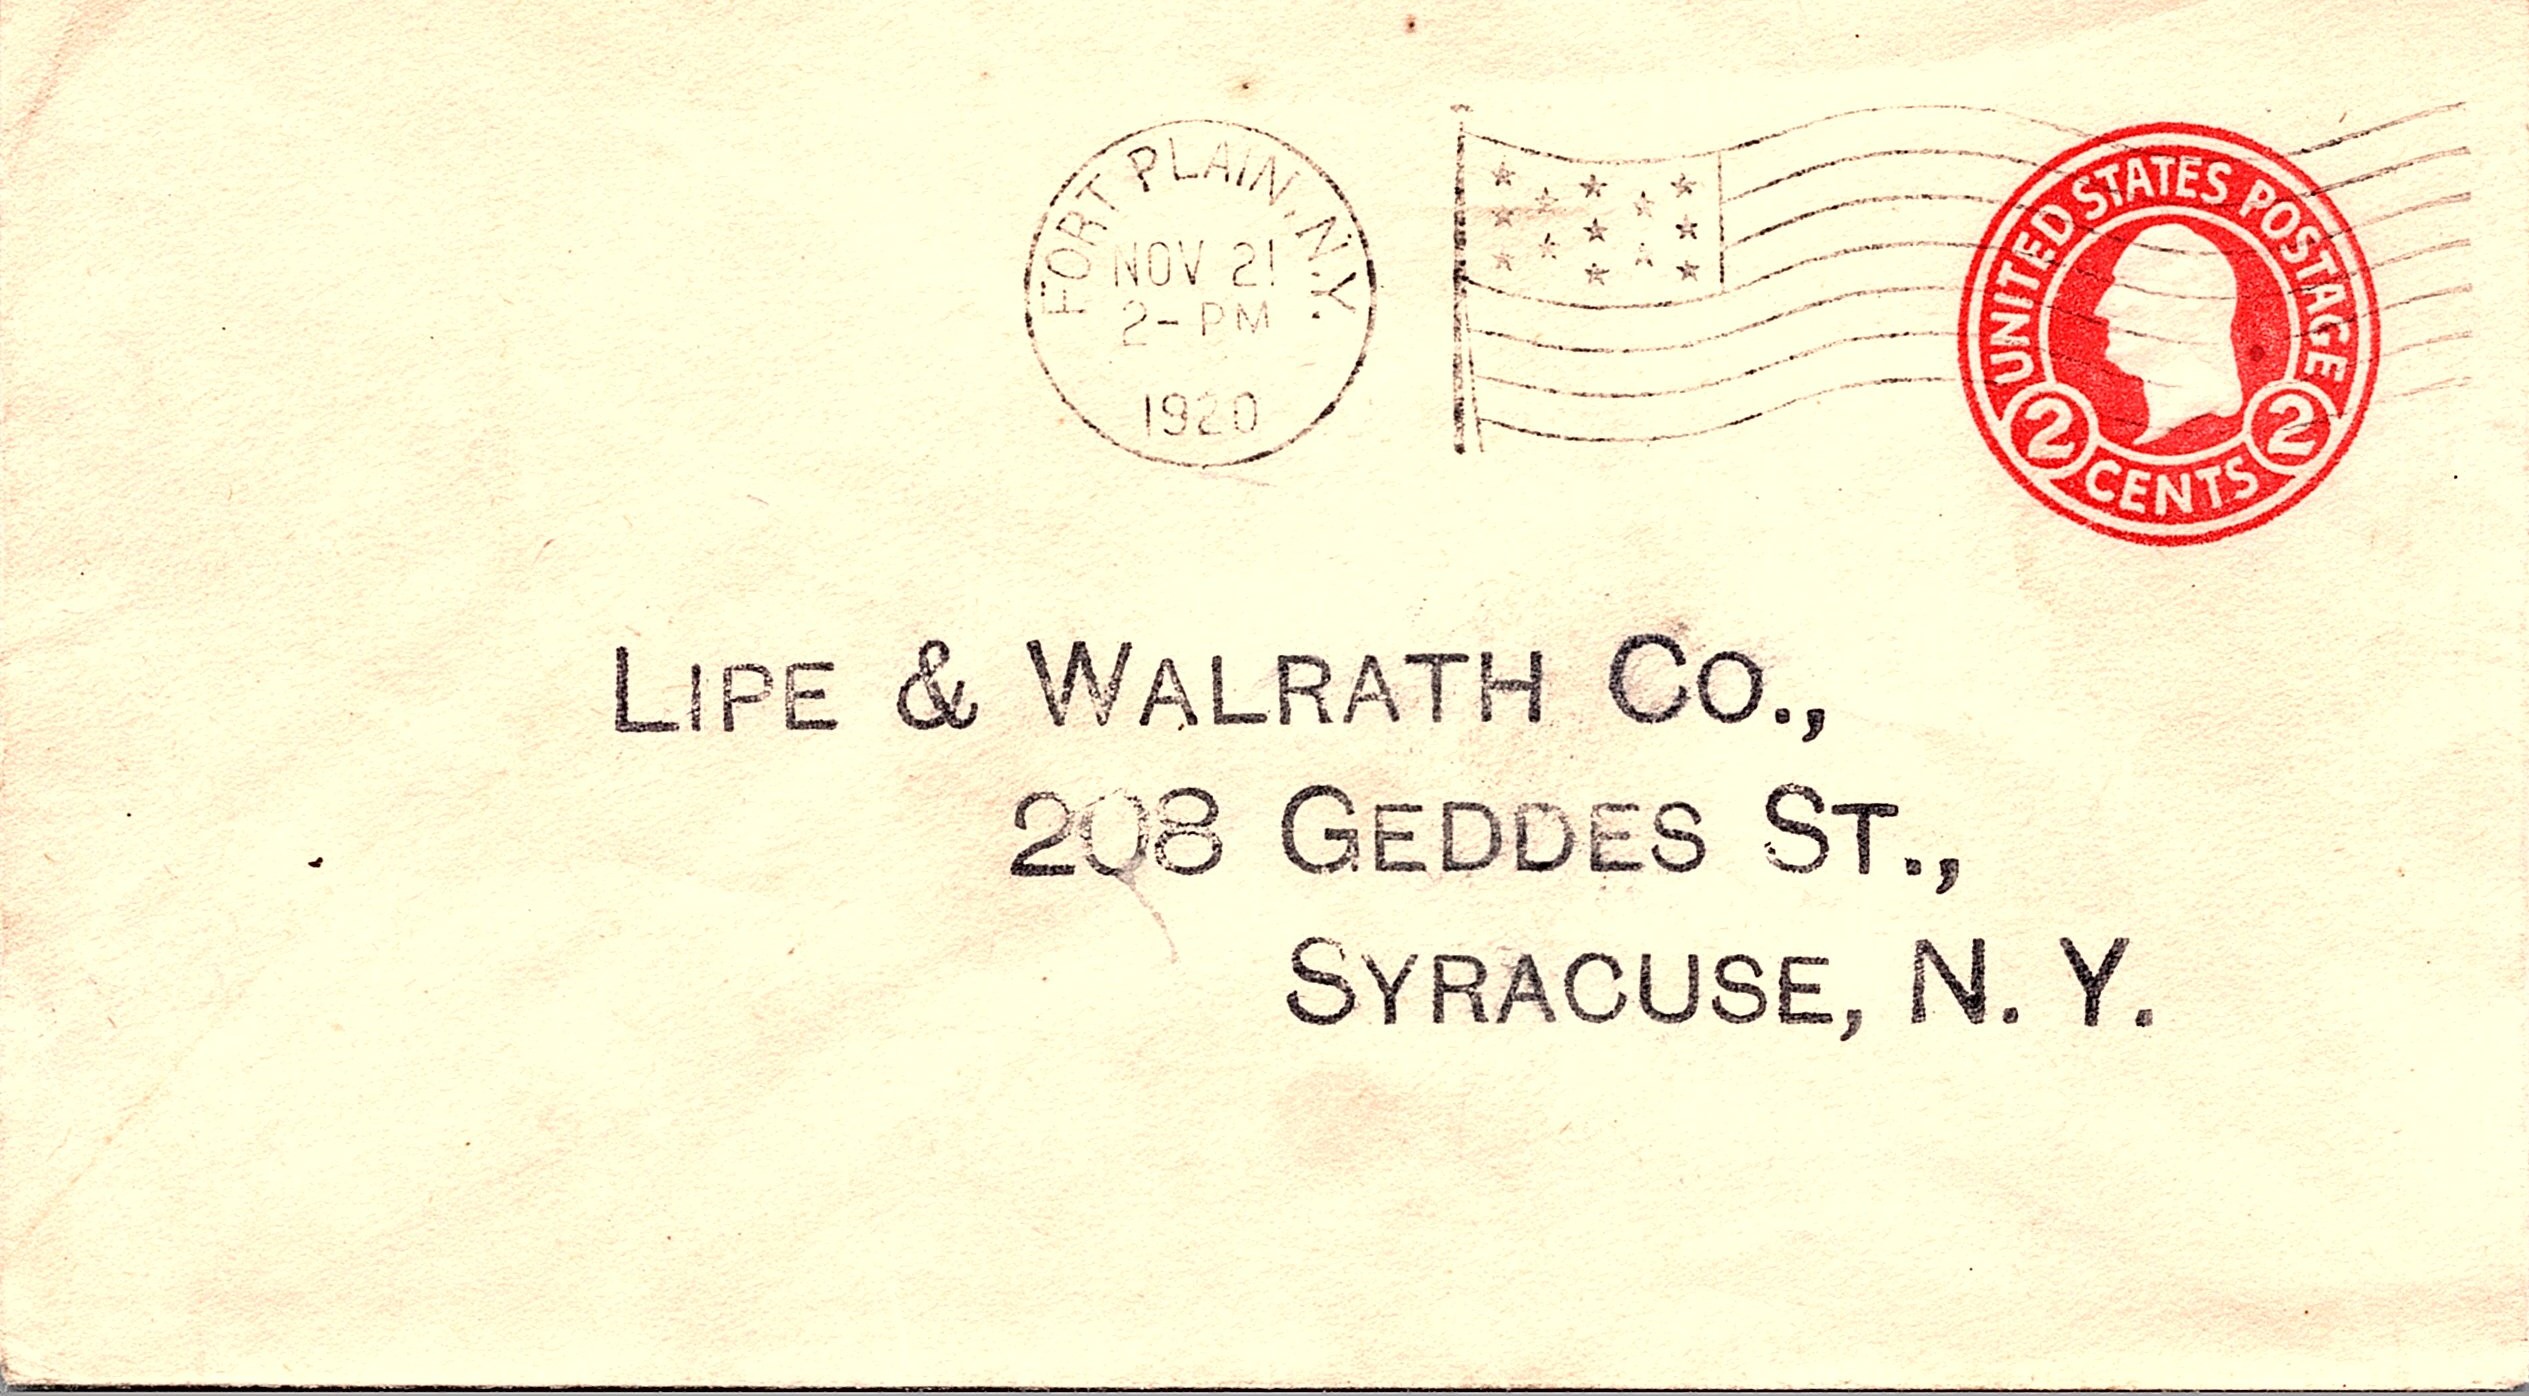 FORT PLAIN, N.Y.
NOV 21
2-PM
1920
UNITED STATES POSTAGE
2 CENTS 2
LIPE & WALRATH CO.,
208 GEDDES ST.,
SYRACUSE, N. Y.